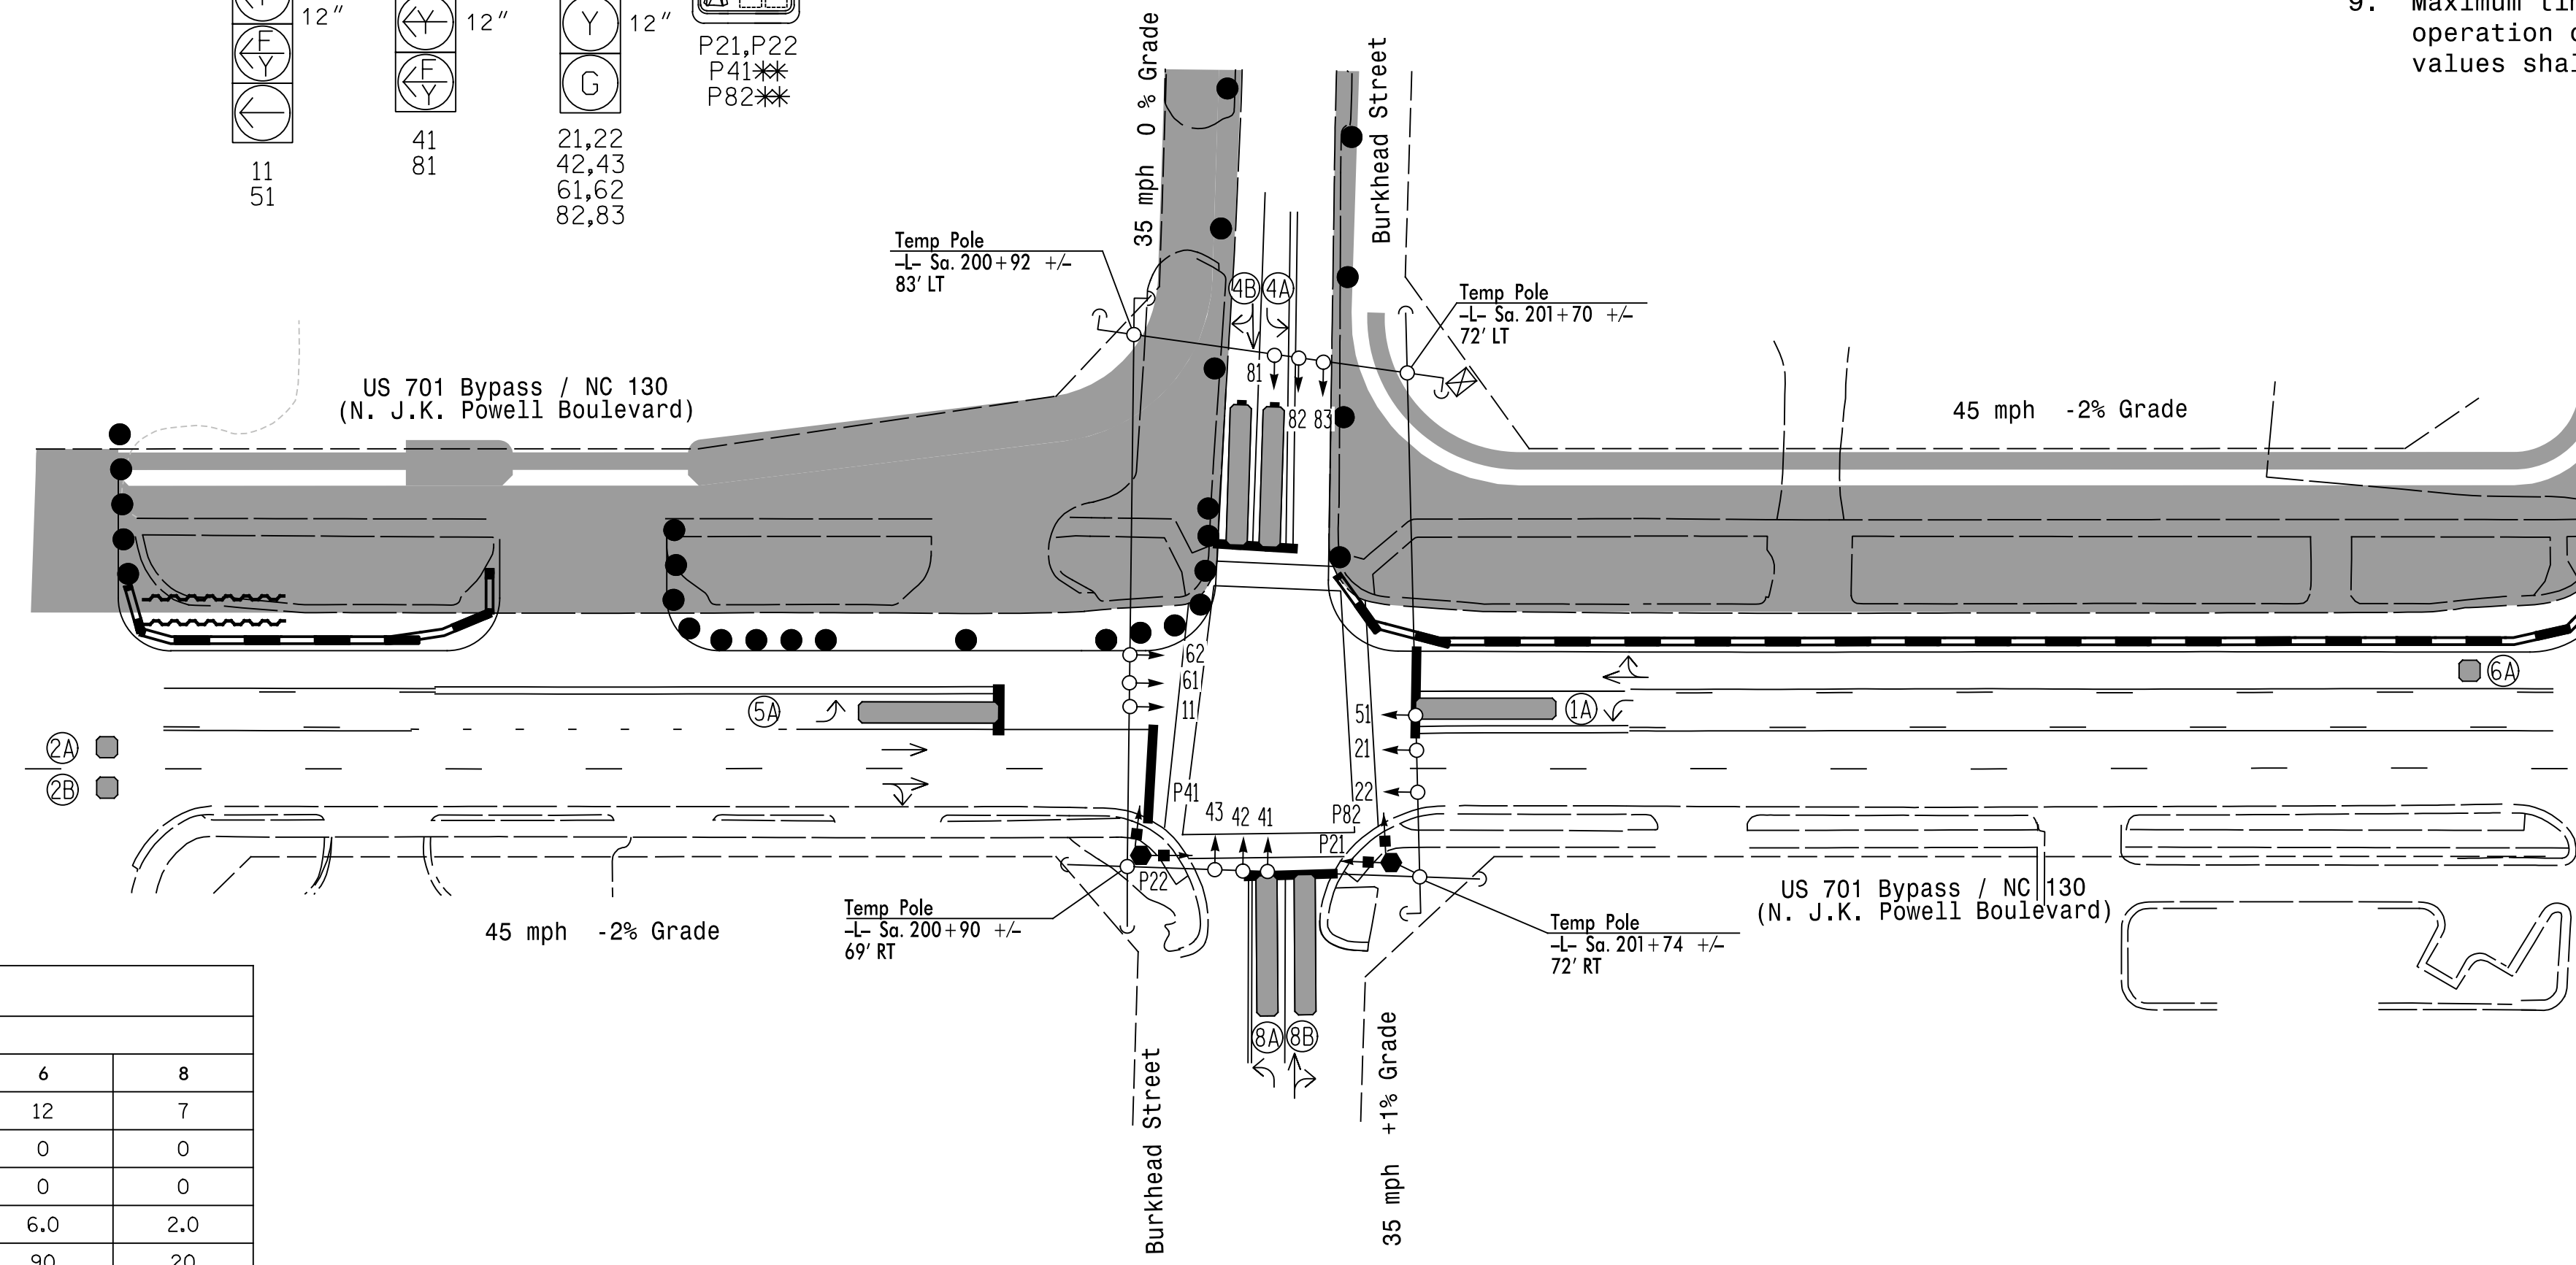 12"
F
Y
11
51
Y
12"
F
Y
41
81
Y
12"
G
21,22
42,43
61,62
82,83
P21,P22
P41**
P82**
9.
operation
values
35 mph 0 % Grade
Burkhead Street
Temp Pole
-L- Sa. 200+92 +/-
83' LT
Temp Pole
-L- Sa. 201+70 +/-
72' LT
4B
4A
81
82
83
US 701 Bypass / NC 130
(N. J.K. Powell Boulevard)
45 mph -2% Grade
62
61
11
5A
51
1A
6A
21
22
2A
2B
P41
43
42
41
P82
P21
P22
8A
8B
Temp Pole
-L- Sa. 200+90 +/-
69' RT
Temp Pole
-L- Sa. 201+74 +/-
72' RT
US 701 Bypass / NC 130
(N. J.K. Powell Boulevard)
45 mph -2% Grade
Burkhead Street
35 mph +1% Grade
6 8
12 7
0 0
0 0
6.0 2.0
90 20